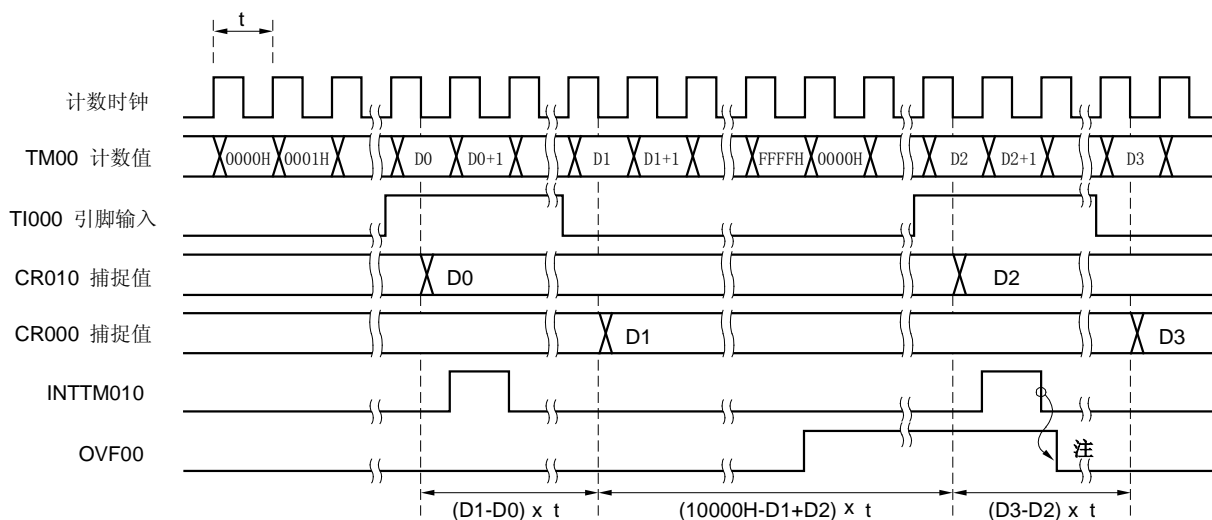 t
计数时钟
TM00 计数值
0000H 0001H D0 D0+1 D1 D1+1 FFFFH 0000H D2 D2+1 D3
TI000 引脚输入
CR010 捕捉值
D0 D2
CR000 捕捉值
D1 D3
INTTM010
OVF00
注
(D1-D0) x t (10000H-D1+D2) x t (D3-D2) x t